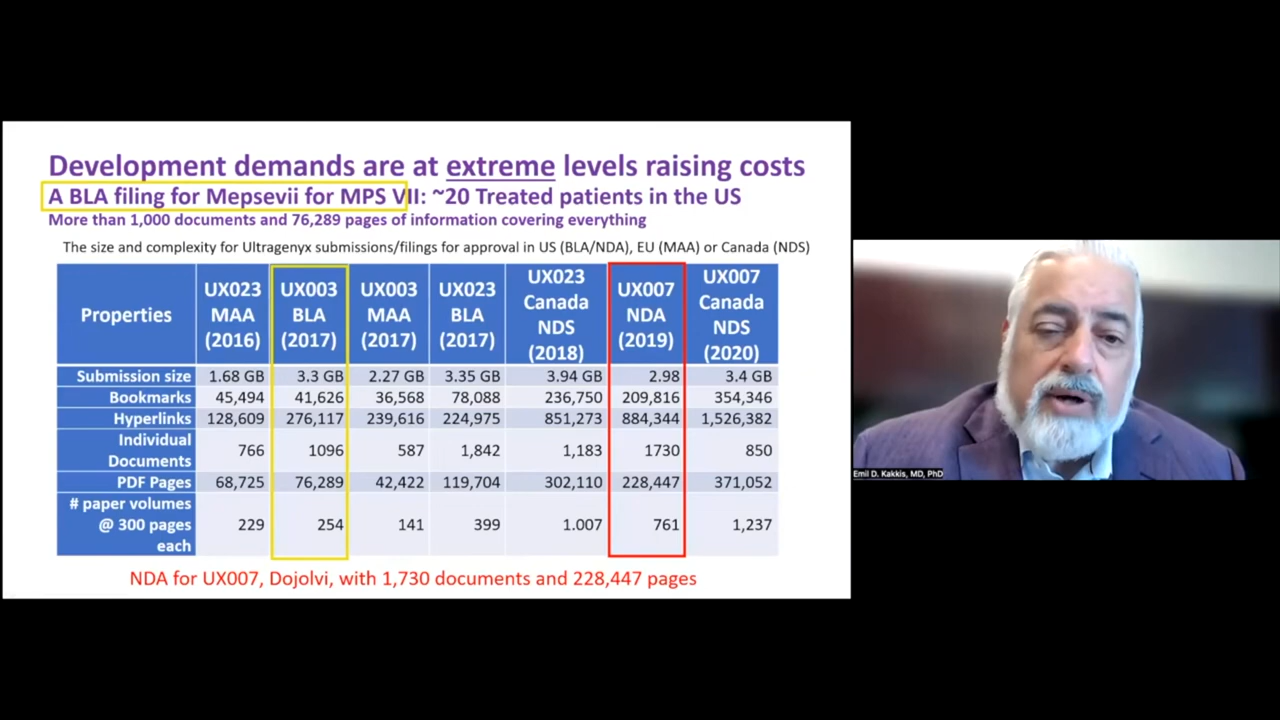 Development demands are at extreme levels raising costs
A BLA filing for Mepsevii for MPS VII: ~20 Treated patients in the US
More than 1,000 documents and 76,289 pages of information covering everything
The size and complexity for Ultragenyx submissions/filings for approval in US (BLA/NDA), EU (MAA) or Canada (NDS)
Properties
UX023
MAA
(2016)
UX003
BLA
(2017)
UX003
MAA
(2017)
UX023
BLA
(2017)
UX023
Canada
NDS
(2018)
UX007
NDA
(2019)
UX007
Canada
NDS
(2020)
Submission size 1.68 GB 3.3 GB 2.27 GB 3.35 GB 3.94 GB 2.98 3.4 GB
Bookmarks 45,494 41,626 36,568 78,088 236,750 209,816 354,346
Hyperlinks 128,609 276,117 239,616 224,975 851,273 884,344 1,526,382
Individual
Documents 766 1096 587 1,842 1,183 1730 850
PDF Pages 68,725 76,289 42,422 119,704 302,110 228,447 371,052
# paper volumes
@ 300 pages
each 229 254 141 399 1.007 761 1,237
NDA for UX007, Dojolvi, with 1,730 documents and 228,447 pages
Emil D. Kakkis, MD, PhD